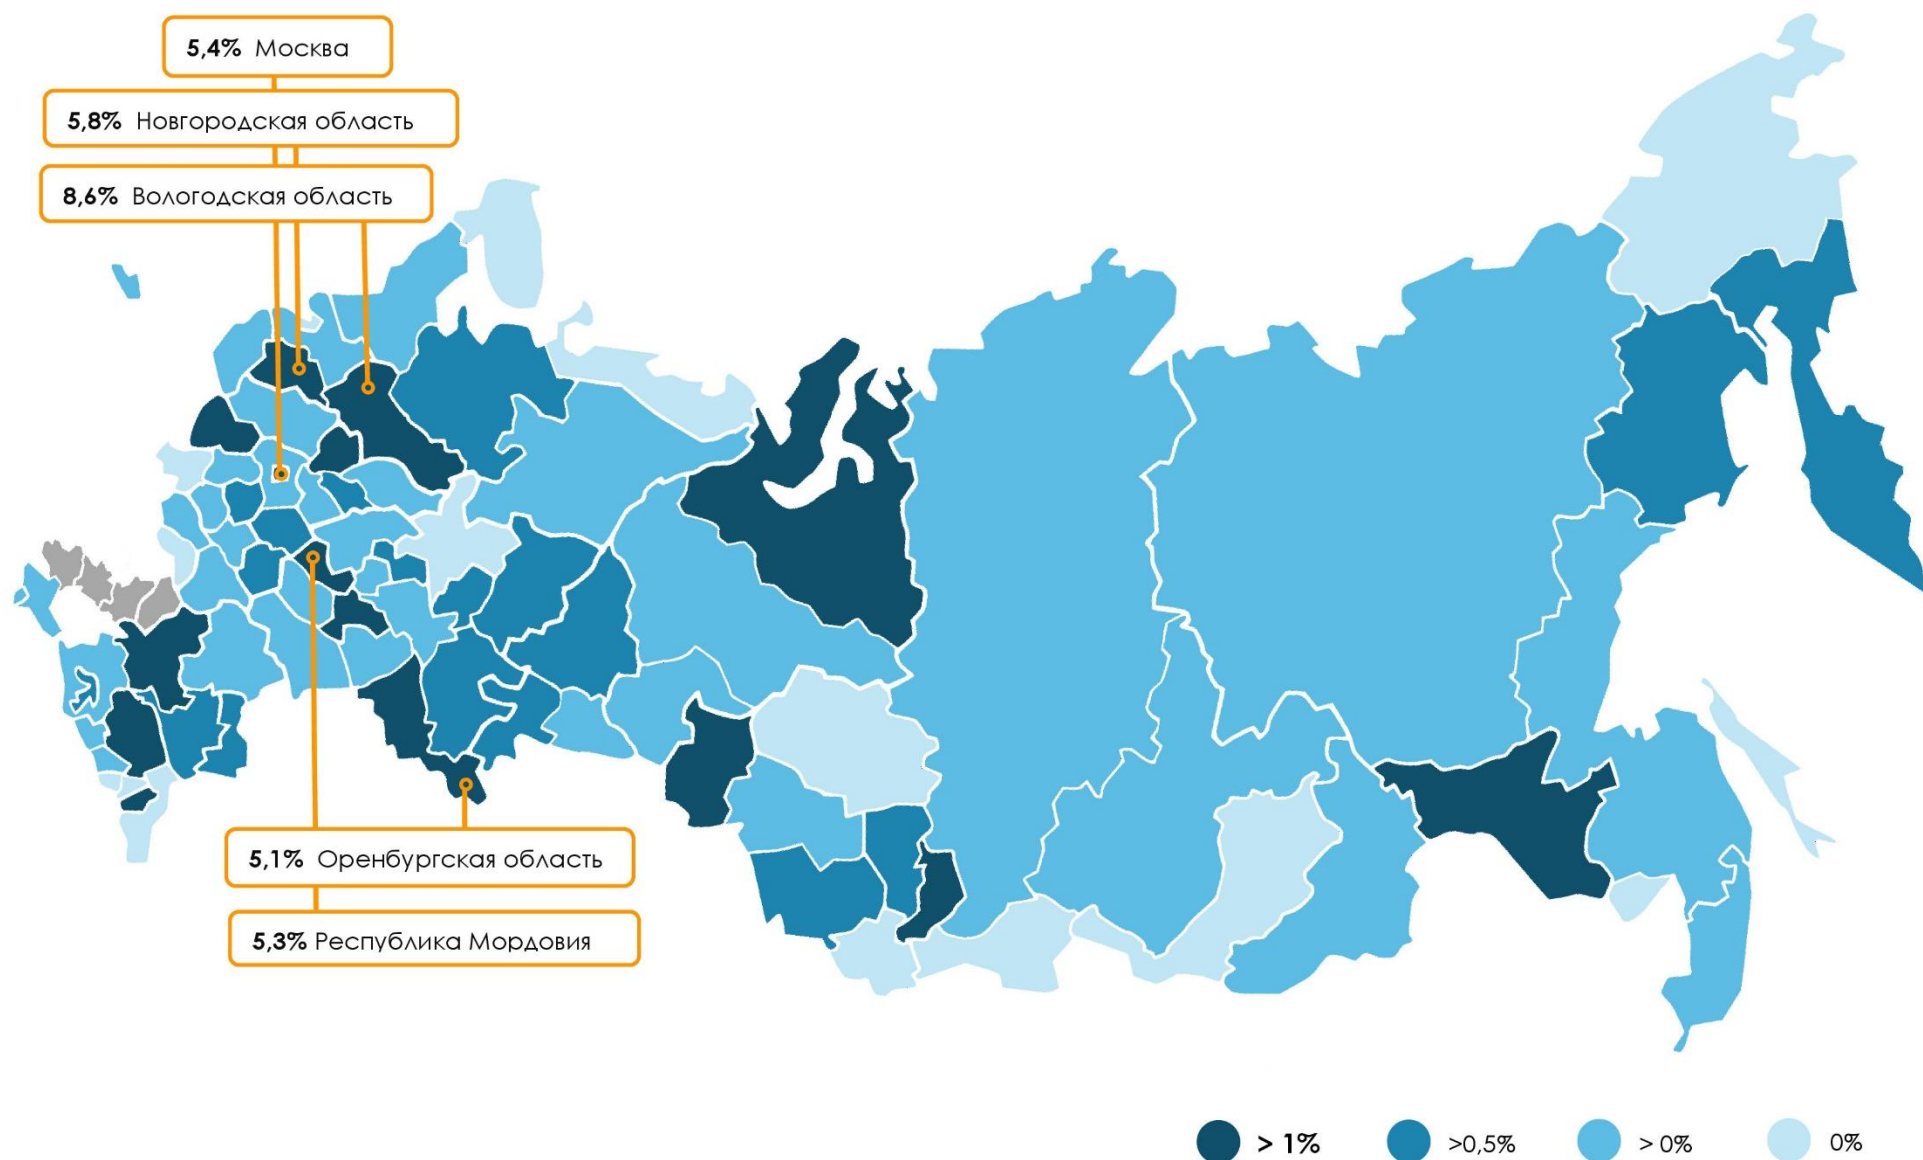 5,4% Москва
5,8% Новгородская область
8,6% Вологодская область
5,1% Оренбургская область
5,3% Республика Мордовия
> 1%
>0,5%
> 0%
0%